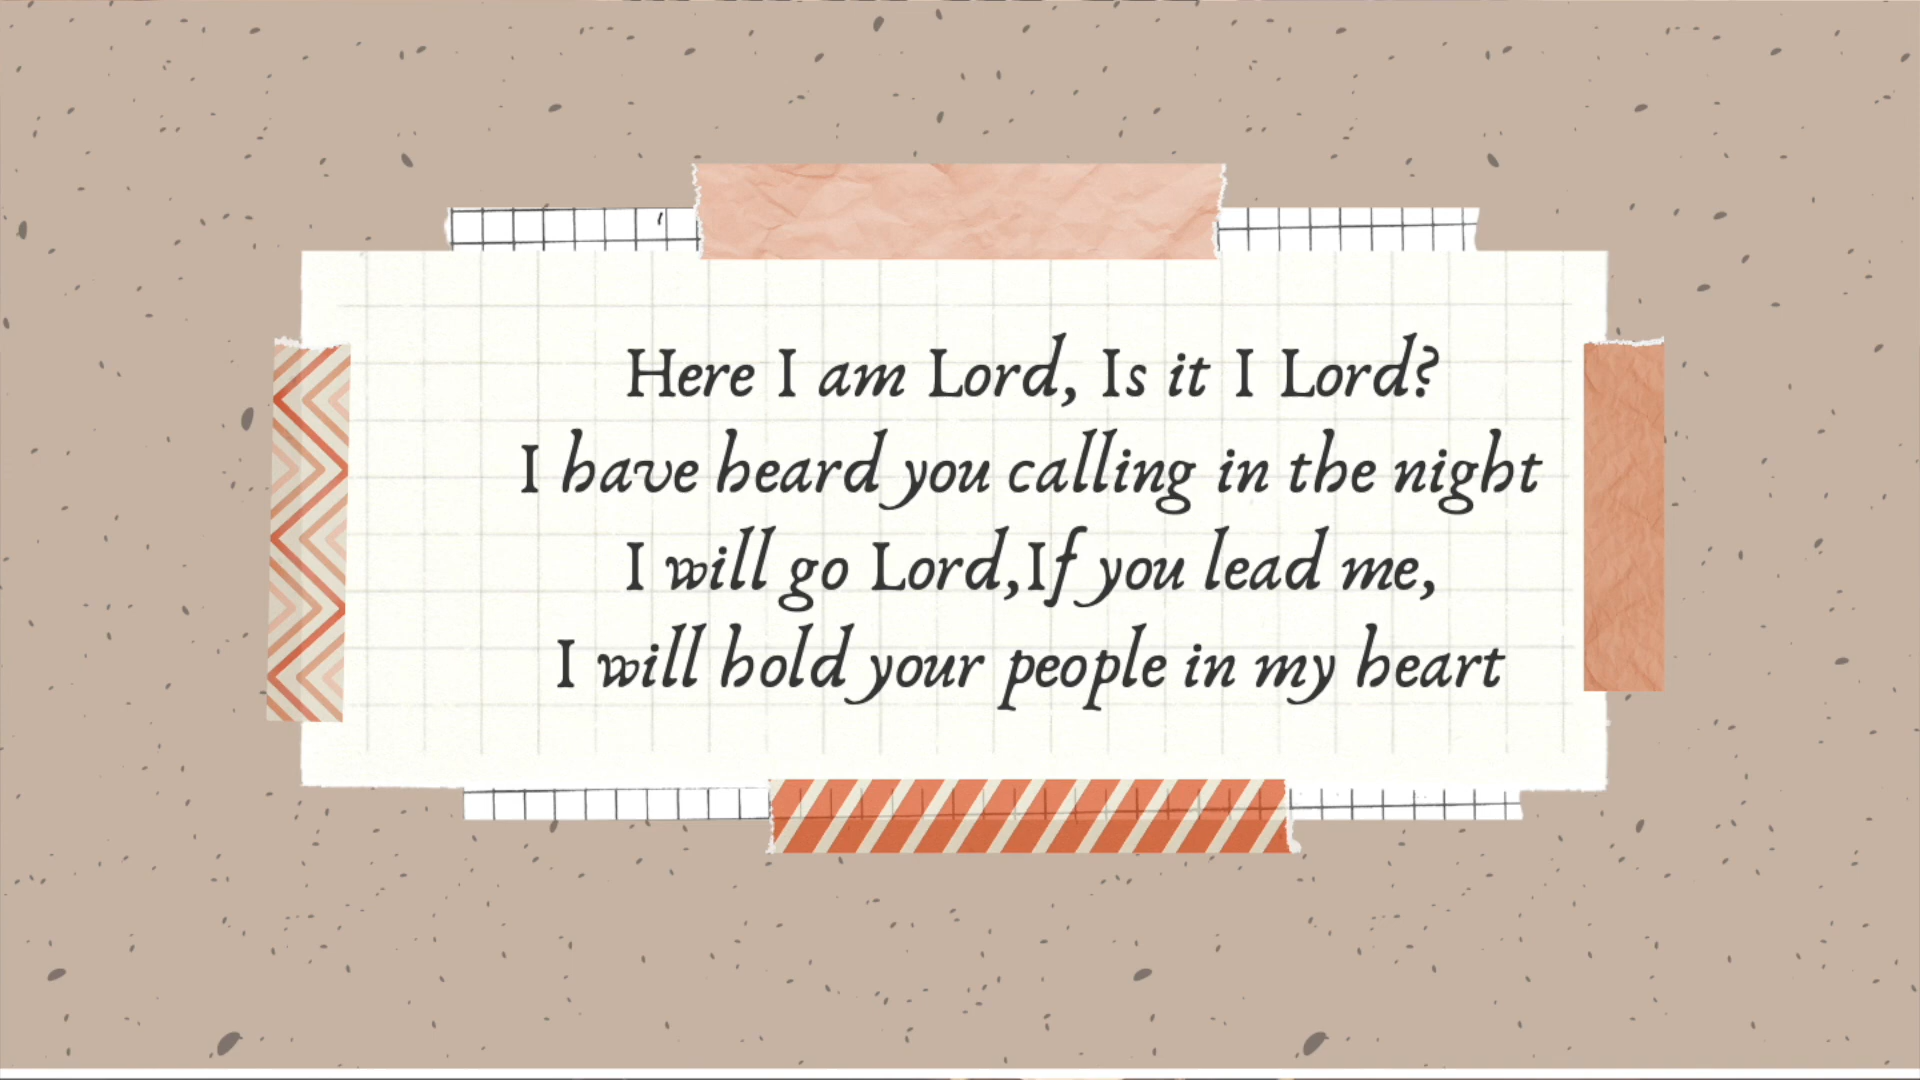 Here I am Lord, Is it I Lord?
I have heard you calling in the night
I will go Lord,If you lead me,
I will hold your people in my heart